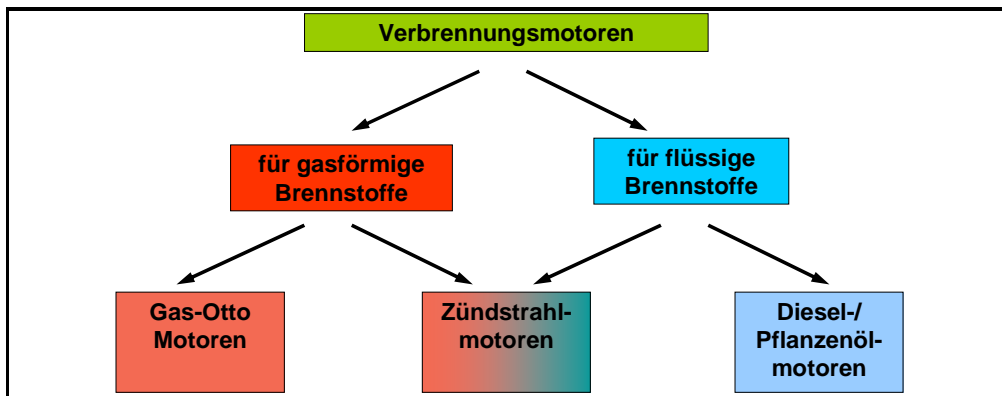 Verbrennungsmotoren
für gasförmige
Brennstoffe
für flüssige
Brennstoffe
Gas-Otto
Motoren
Zündstrahl-
motoren
Diesel-/
Pflanzenöl-
motoren